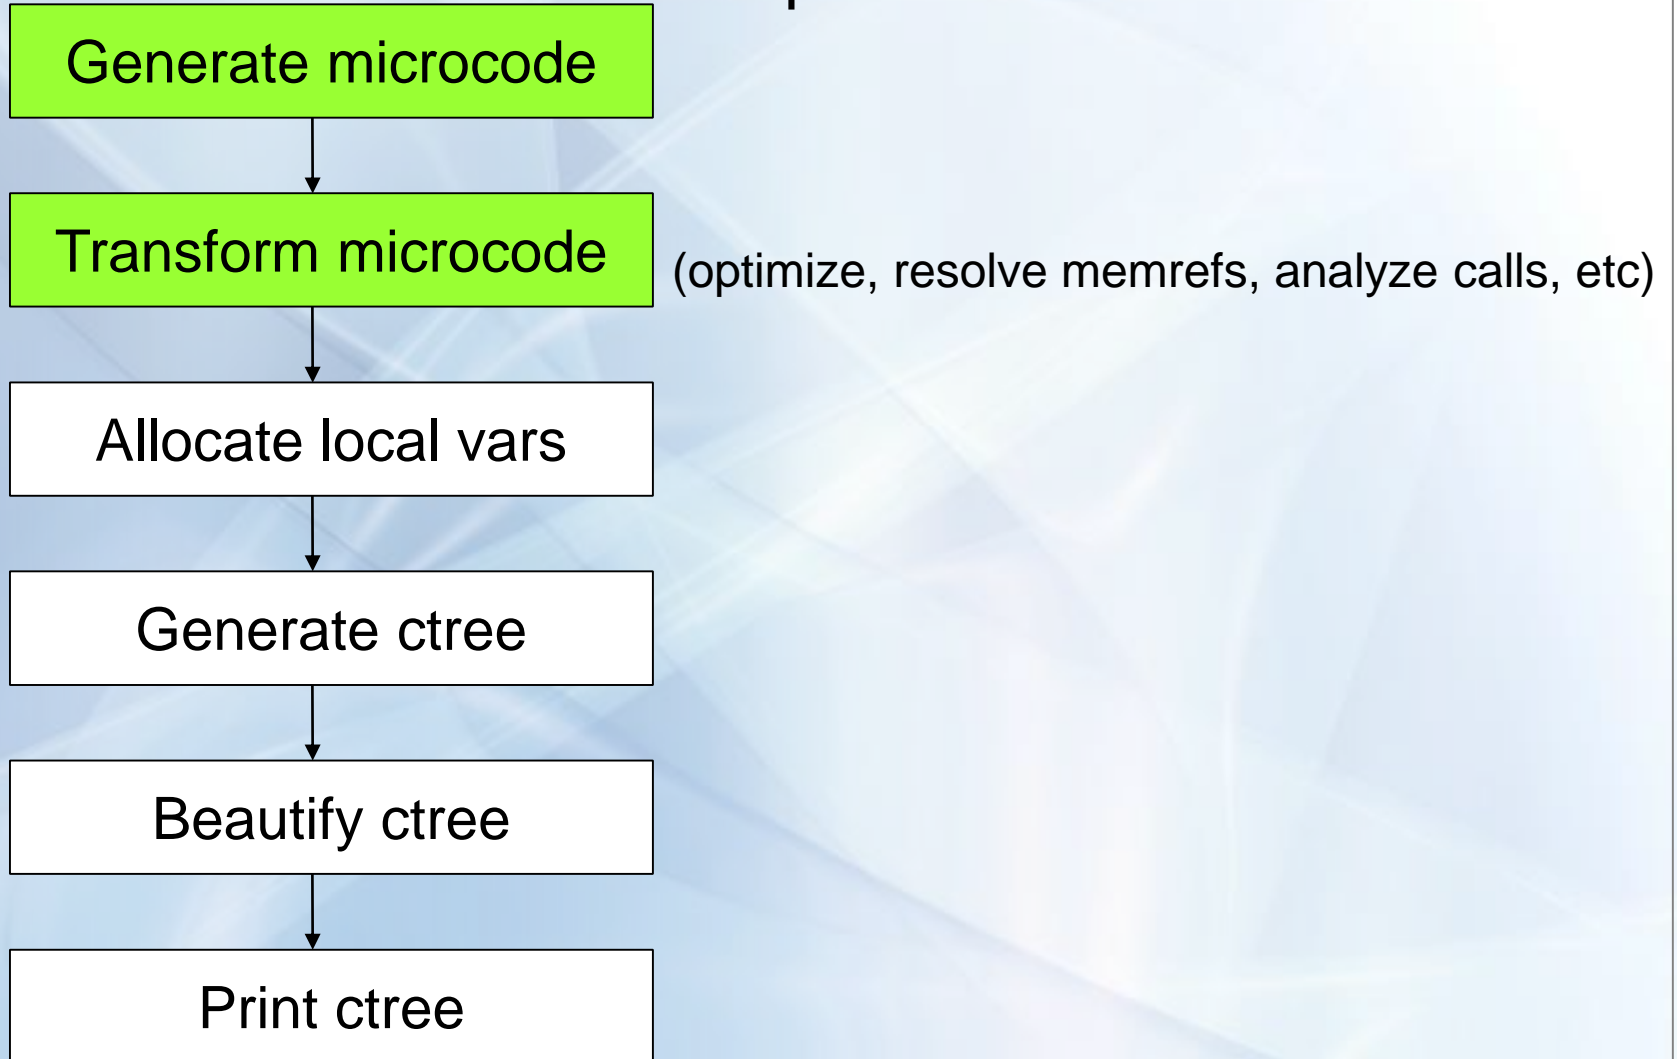 Generate microcode
Transform microcode
(optimize, resolve memrefs, analyze calls, etc)
Allocate local vars
Generate ctree
Beautify ctree
Print ctree